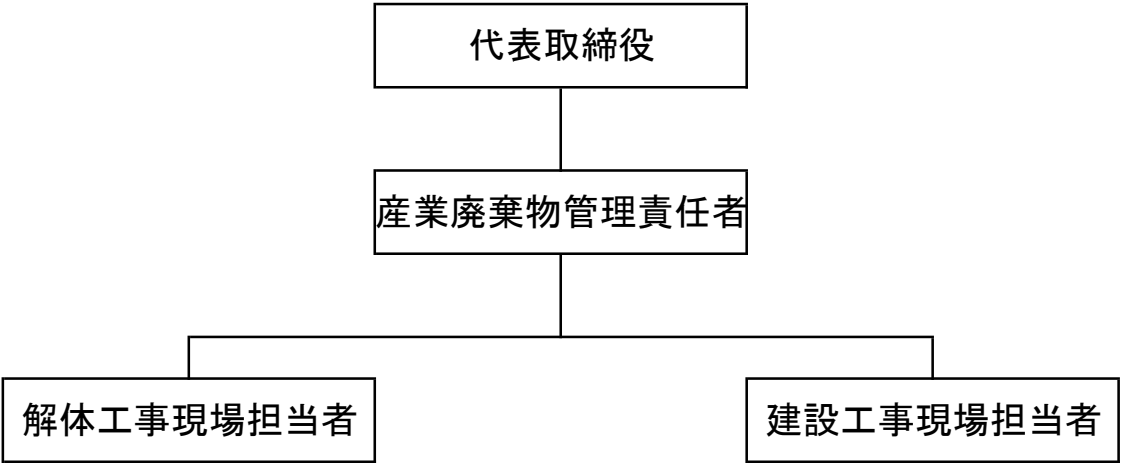 代表取締役
産業廃棄物管理責任者
解体工事現場担当者
建設工事現場担当者